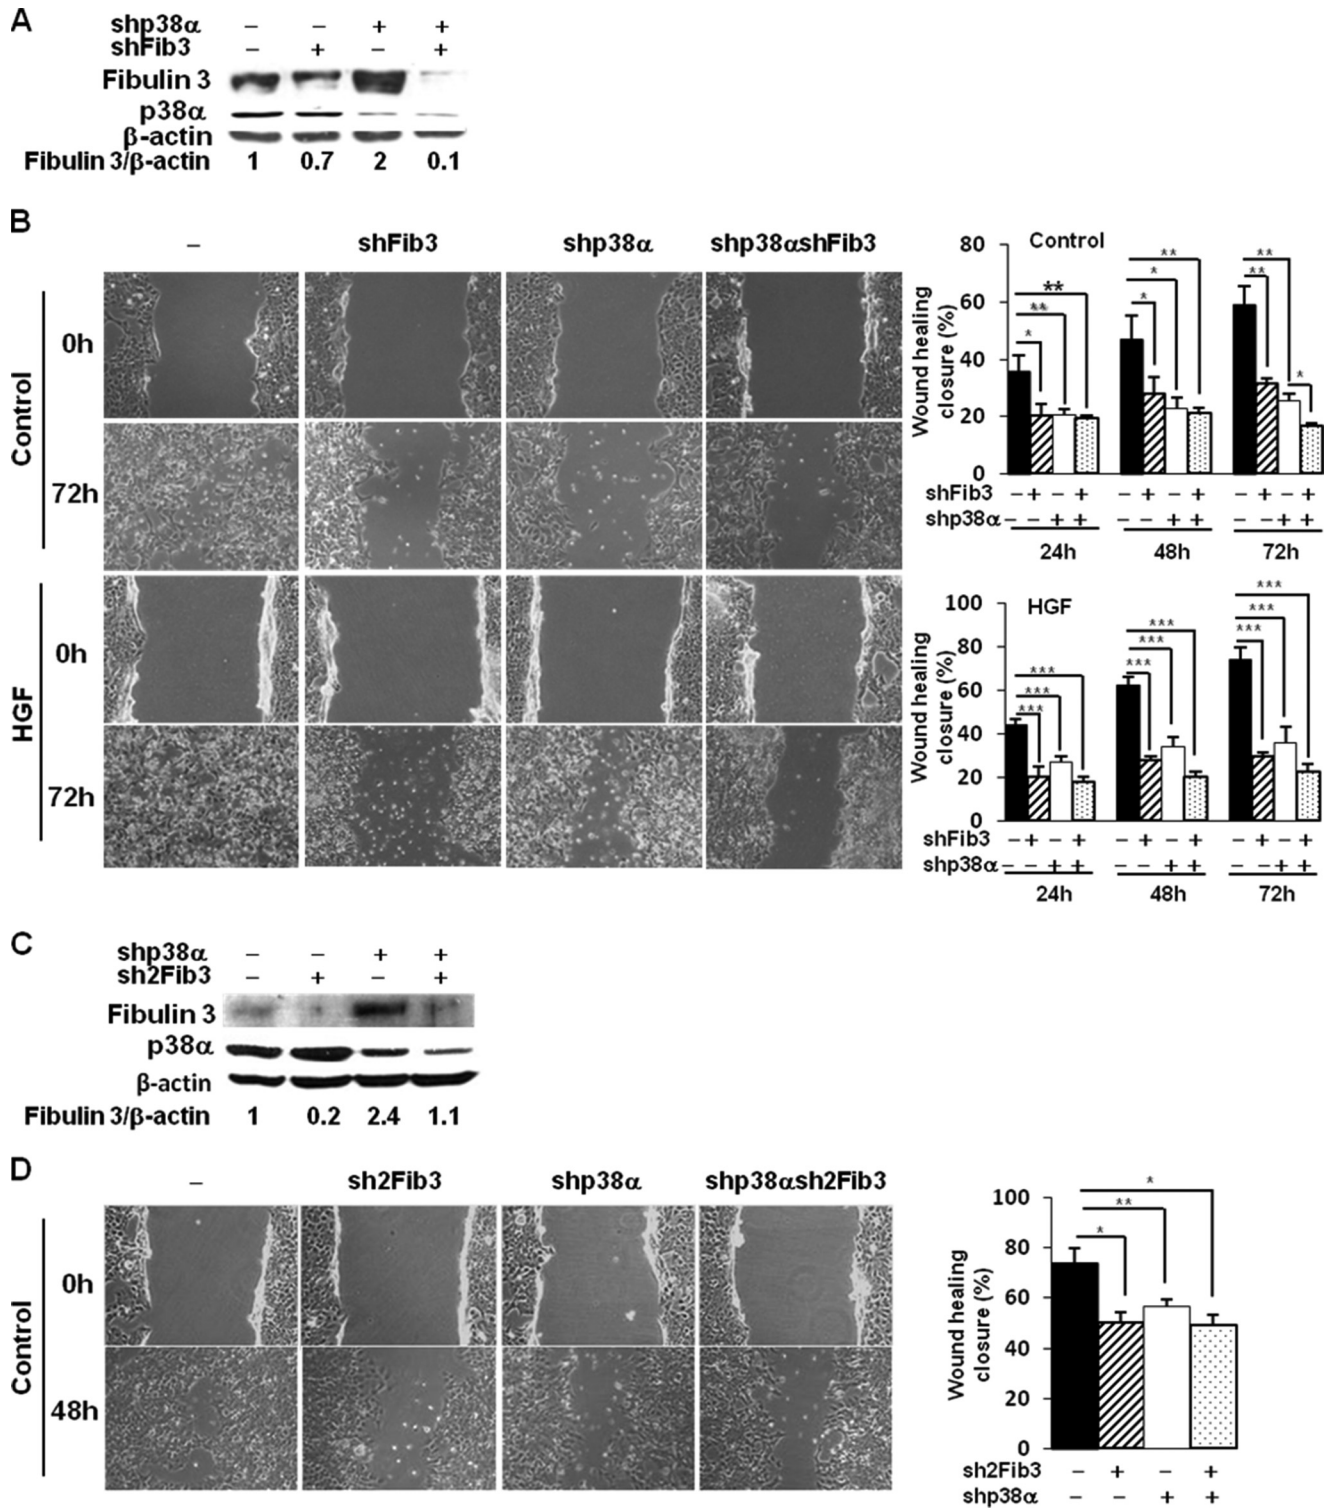 A
shp38α – – + +
shFib3 – + – +
Fibulin 3
p38α
β-actin
Fibulin 3/β-actin 1 0.7 2 0.1
B
– shFib3 shp38α shp38αshFib3
Control
0h
72h
HGF
0h
72h
Control
Wound healing closure (%)
80
60
40
20
0
* ** **
* * **
** ** *
shFib3 – + – + – + – + – + – +
shp38α – – + + – – + + – – + +
24h 48h 72h
HGF
Wound healing closure (%)
100
80
60
40
20
0
*** *** ***
*** *** ***
*** *** ***
shFib3 – + – + – + – + – + – +
shp38α – – + + – – + + – – + +
24h 48h 72h
C
shp38α – – + +
sh2Fib3 – + – +
Fibulin 3
p38α
β-actin
Fibulin 3/β-actin 1 0.2 2.4 1.1
D
– sh2Fib3 shp38α shp38αsh2Fib3
Control
0h
48h
Wound healing closure (%)
100
80
60
40
20
0
* ** *
sh2Fib3 – + – +
shp38α – – + +